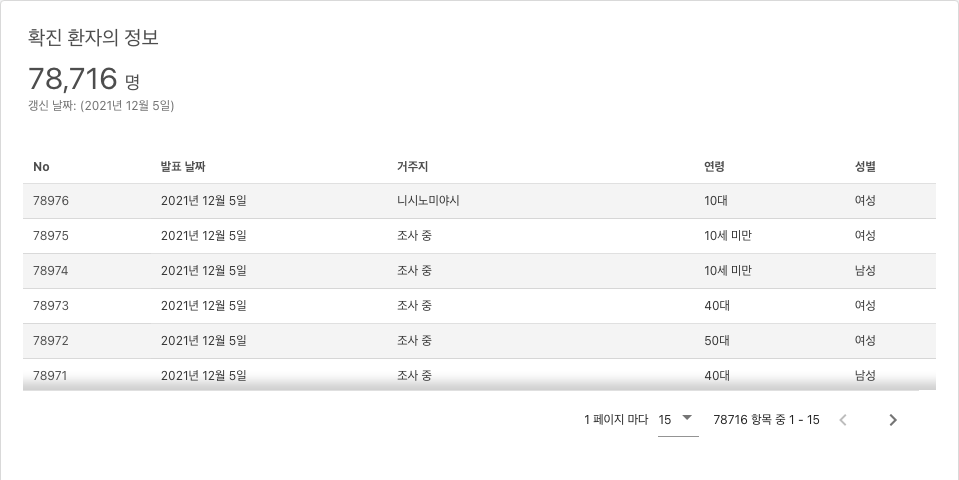 확진 환자의 정보
78,716 명
갱신 날짜: (2021년 12월 5일)
No 발표 날짜 거주지 연령 성별
78976 2021년 12월 5일 니시노미야시 10대 여성
78975 2021년 12월 5일 조사 중 10세 미만 여성
78974 2021년 12월 5일 조사 중 10세 미만 남성
78973 2021년 12월 5일 조사 중 40대 여성
78972 2021년 12월 5일 조사 중 50대 여성
78971 2021년 12월 5일 조사 중 40대 남성
1 페이지 마다 15 78716 항목 중 1 - 15